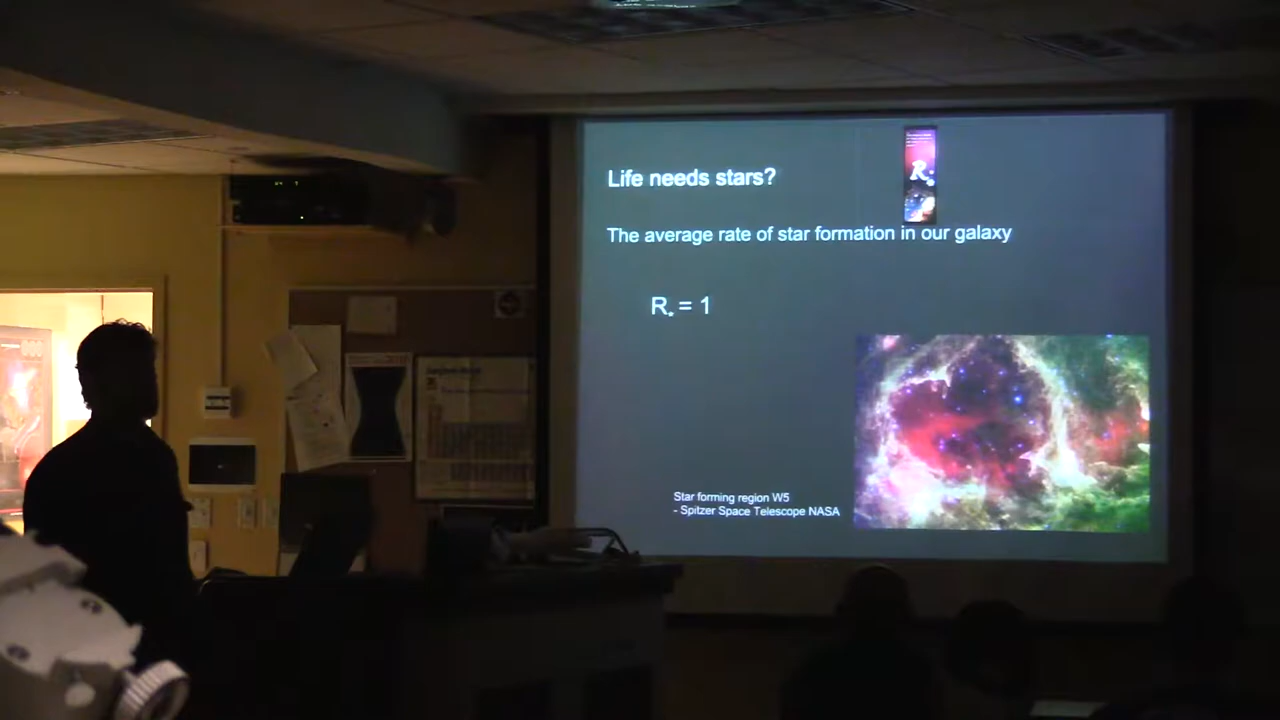 Life needs stars?
R*
The average rate of star formation in our galaxy
R* = 1
Star forming region W5
- Spitzer Space Telescope NASA